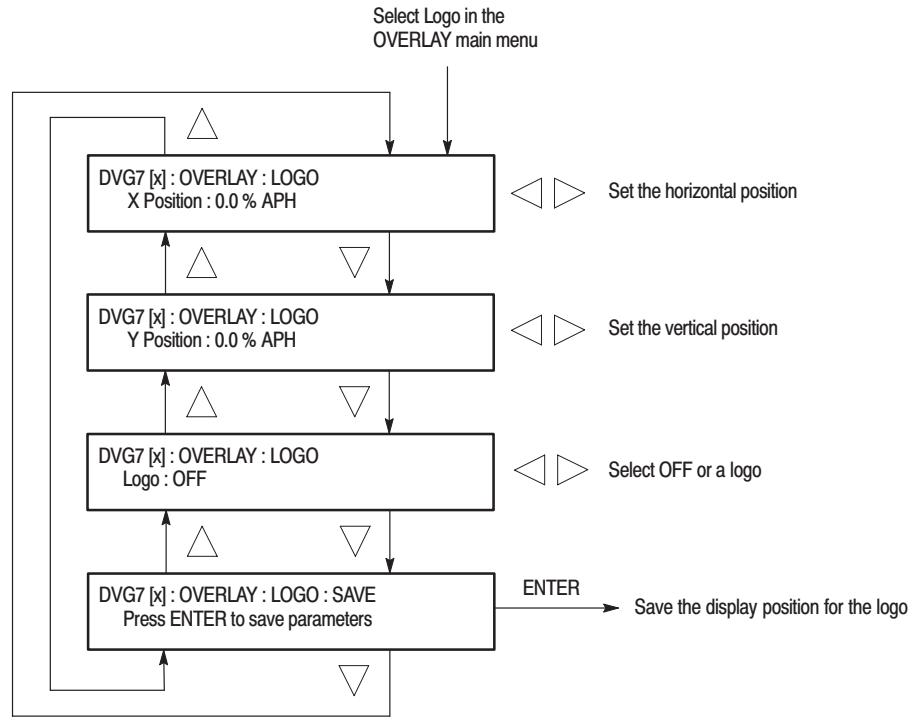 Select Logo in the
OVERLAY main menu
DVG7 [x] : OVERLAY : LOGO
X Position : 0.0 % APH
Set the horizontal position
DVG7 [x] : OVERLAY : LOGO
Y Position : 0.0 % APH
Set the vertical position
DVG7 [x] : OVERLAY : LOGO
Logo : OFF
Select OFF or a logo
DVG7 [x] : OVERLAY : LOGO : SAVE
Press ENTER to save parameters
ENTER
Save the display position for the logo